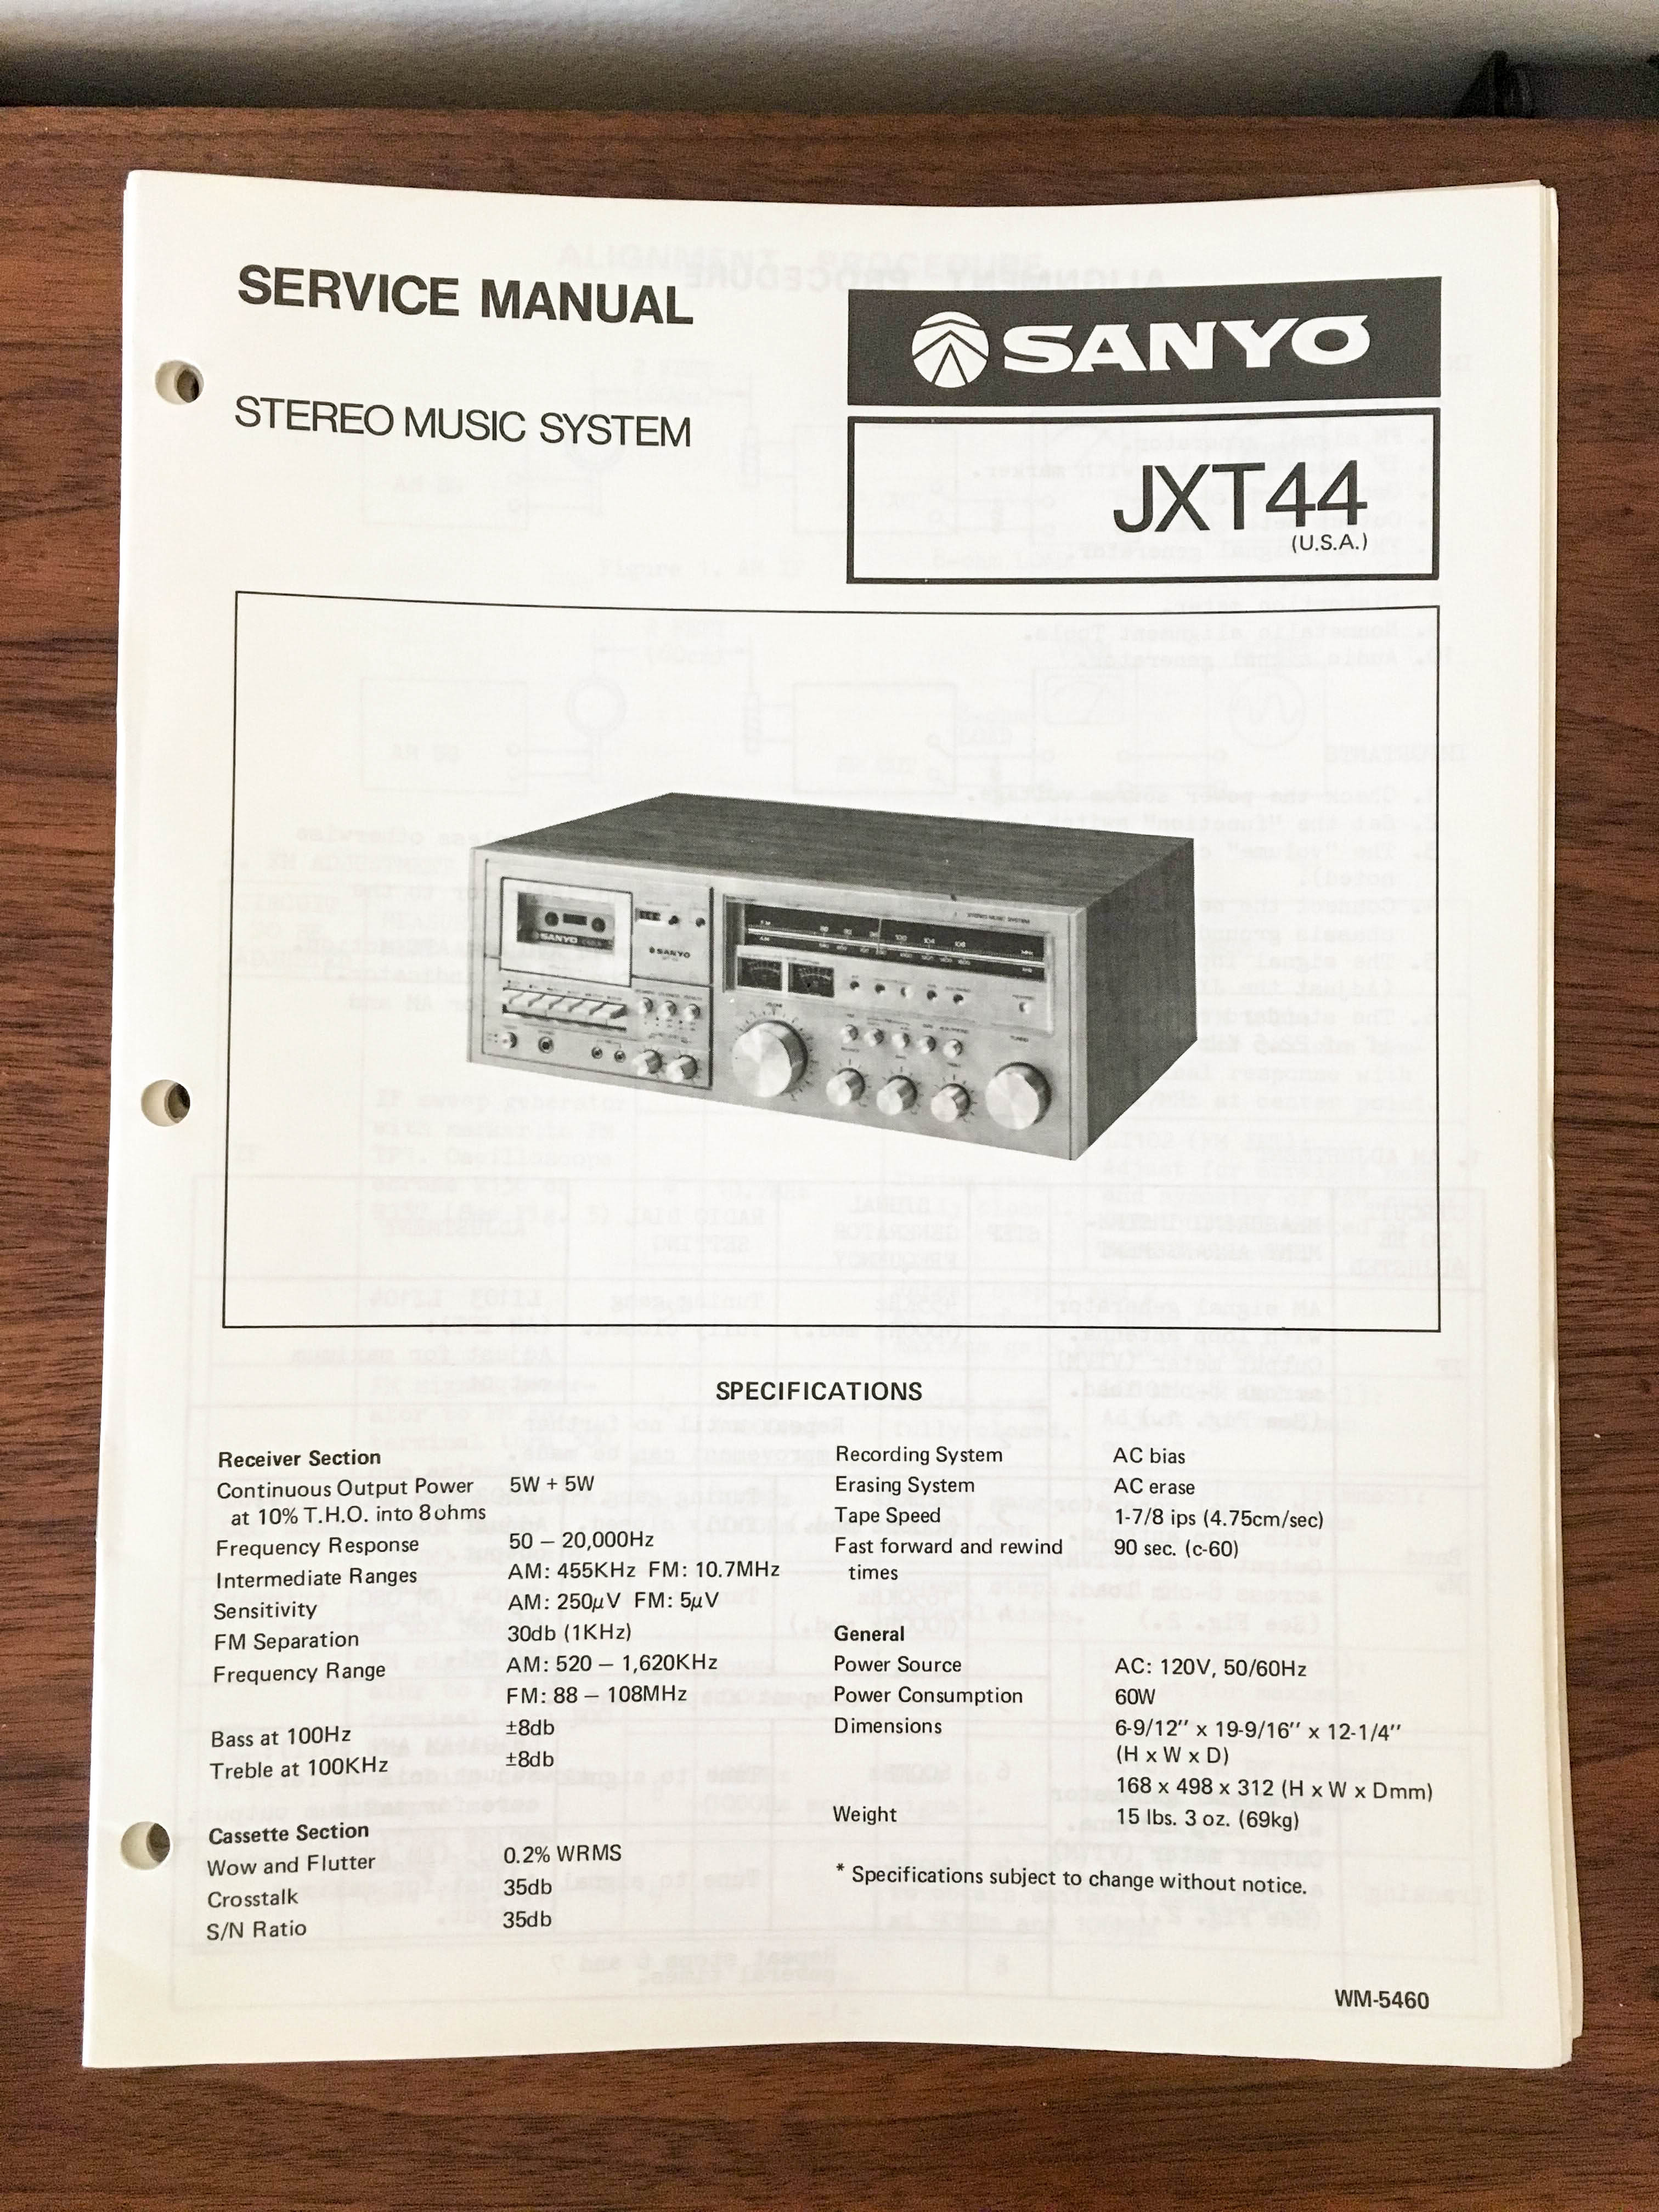 SERVICE MANUAL
SANYO
STEREO MUSIC SYSTEM
JXT44
(U.S.A.)
SANYO
SANYO
SPECIFICATIONS
Receiver Section
Continuous Output Power 5W + 5W
at 10% T.H.O. into 8 ohms
Frequency Response 50 – 20,000Hz
Intermediate Ranges AM: 455KHz FM: 10.7MHz
Sensitivity AM: 250μV FM: 5μV
FM Separation 30db (1KHz)
Frequency Range AM: 520 – 1,620KHz
FM: 88 – 108MHz
Bass at 100Hz ±8db
Treble at 100KHz ±8db
Cassette Section
Wow and Flutter 0.2% WRMS
Crosstalk 35db
S/N Ratio 35db
Recording System AC bias
Erasing System AC erase
Tape Speed 1-7/8 ips (4.75cm/sec)
Fast forward and rewind 90 sec. (c-60)
times
General
Power Source AC: 120V, 50/60Hz
Power Consumption 60W
Dimensions 6-9/12″ x 19-9/16″ x 12-1/4″
(H x W x D)
168 x 498 x 312 (H x W x Dmm)
Weight 15 lbs. 3 oz. (69kg)
* Specifications subject to change without notice.
WM-5460